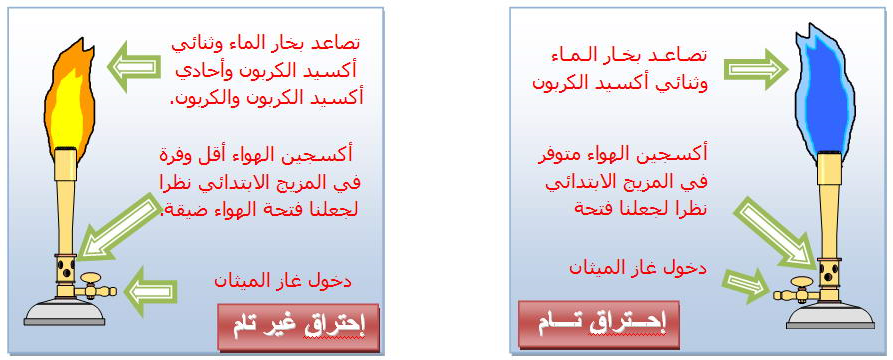 تصاعد بخار الماء
وثنائي أكسيد الكربون
أكسجين الهواء متوفر
في المزيج الابتدائي
نظرا لجعلنا فتحة
دخول غاز الميثان
إحــتراق تــــام
تصاعد بخار الماء وثنائي
أكسيد الكربون وأحادي
أكسيد الكربون والكربون.
أكسجين الهواء أقل وفرة
في المزيج الابتدائي نظرا
لجعلنا فتحة الهواء ضيقة.
دخول غاز الميثان
إحتراق غير تام